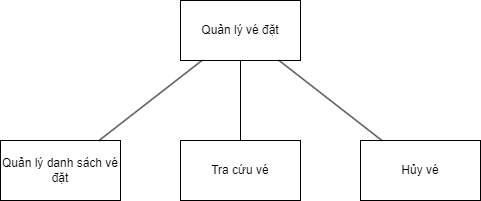 Quản lý vé đặt
Quản lý danh sách vé
đặt
Tra cứu vé
Hủy vé